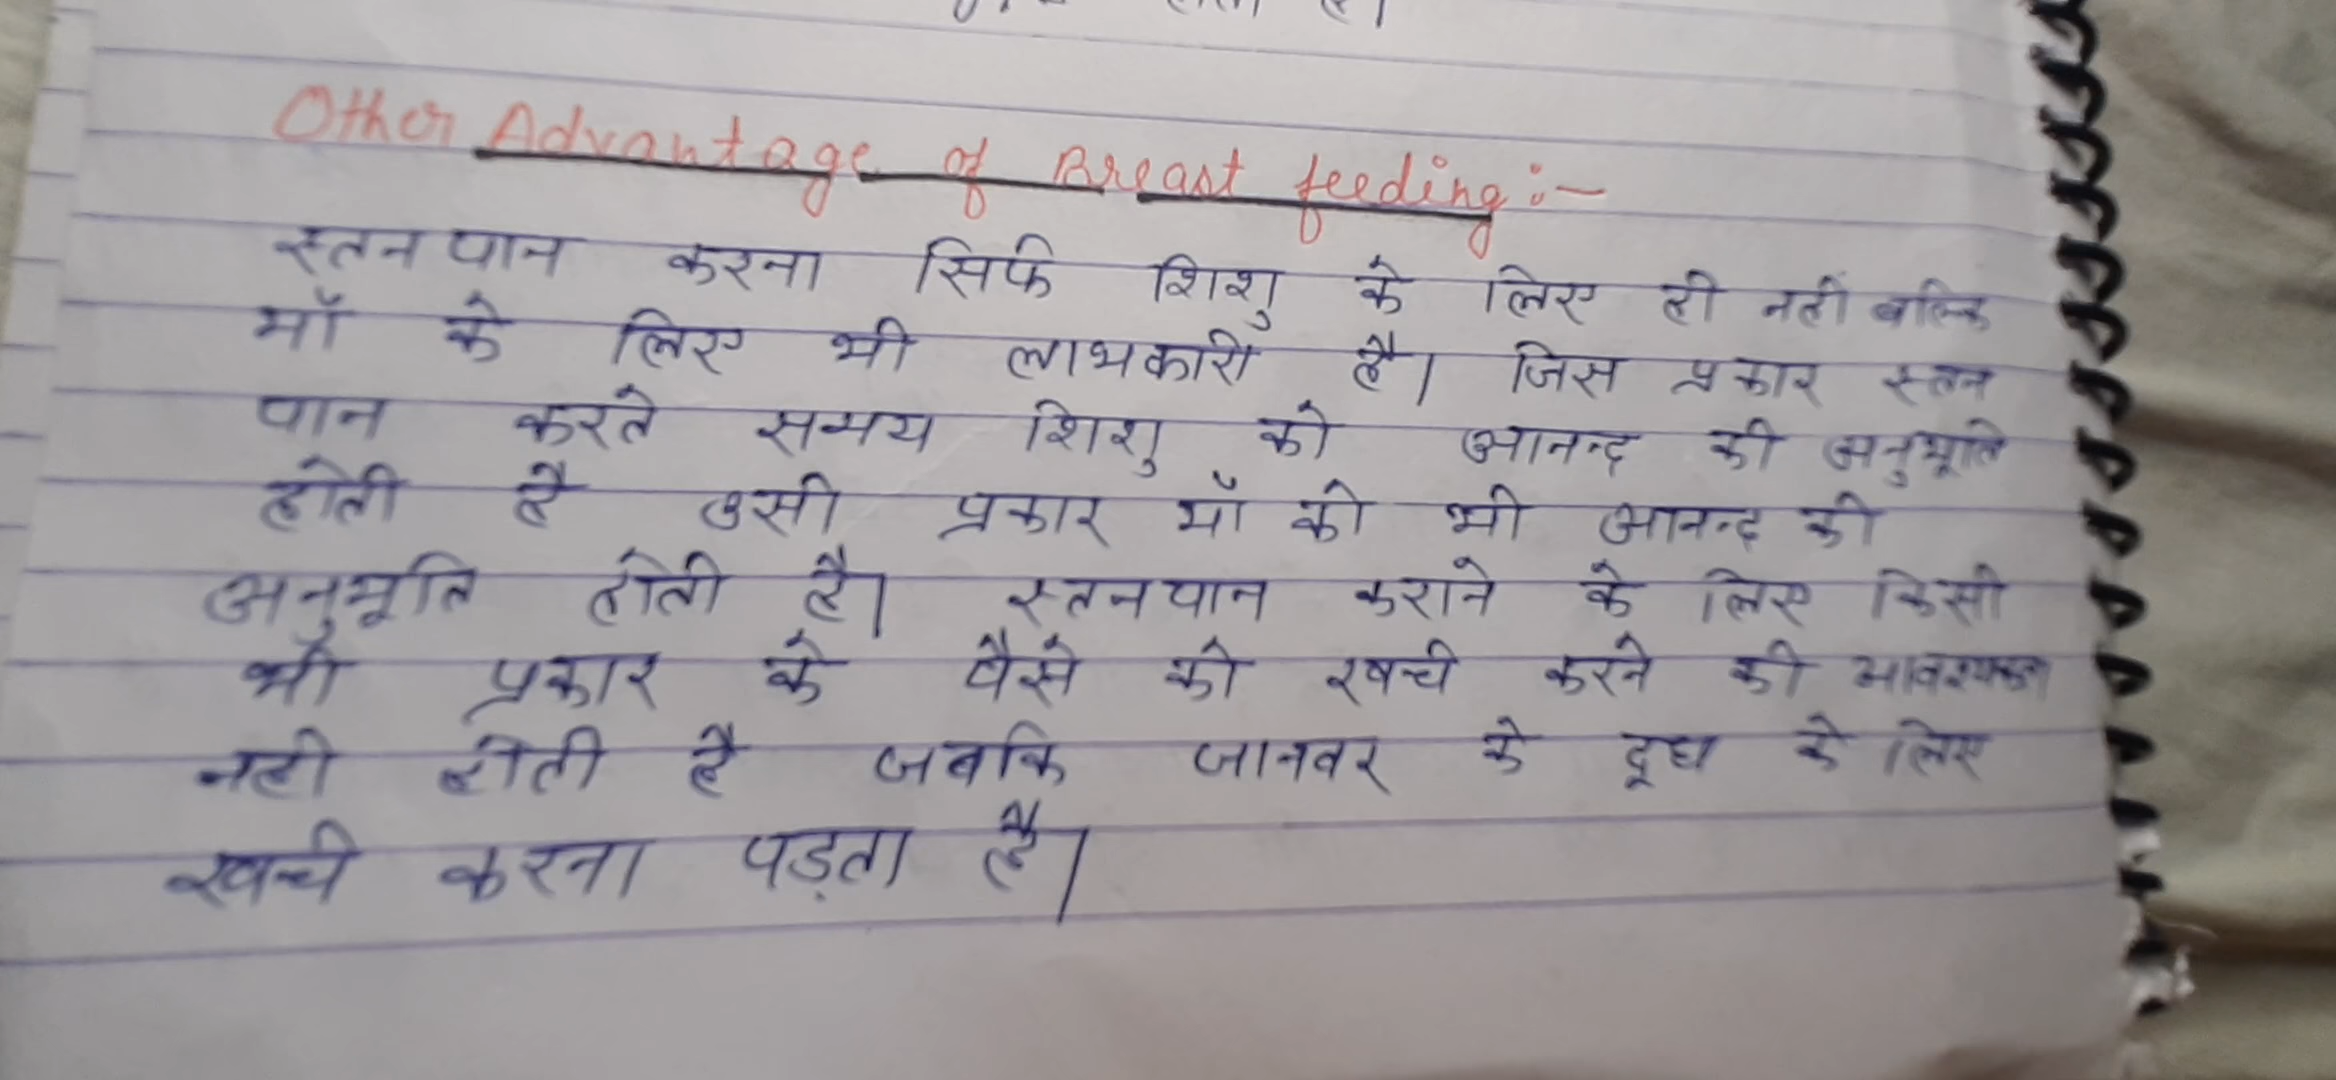 Other Advantage of Breast feeding :-
स्तनपान करना सिर्फ शिशु के लिए ही नहीं बल्कि
माँ के लिए भी लाभकारी है। जिस प्रकार स्तन
पान करते समय शिशु को आनन्द की अनुभूति
होती है उसी प्रकार माँ को भी आनन्द की
अनुभूति होती है। स्तनपान कराने के लिए किसी
भी प्रकार के पैसे को खर्च करने की आवश्यकता
नही होती है जबकि जानवर के दूध के लिए
खर्च करना पड़ता है।